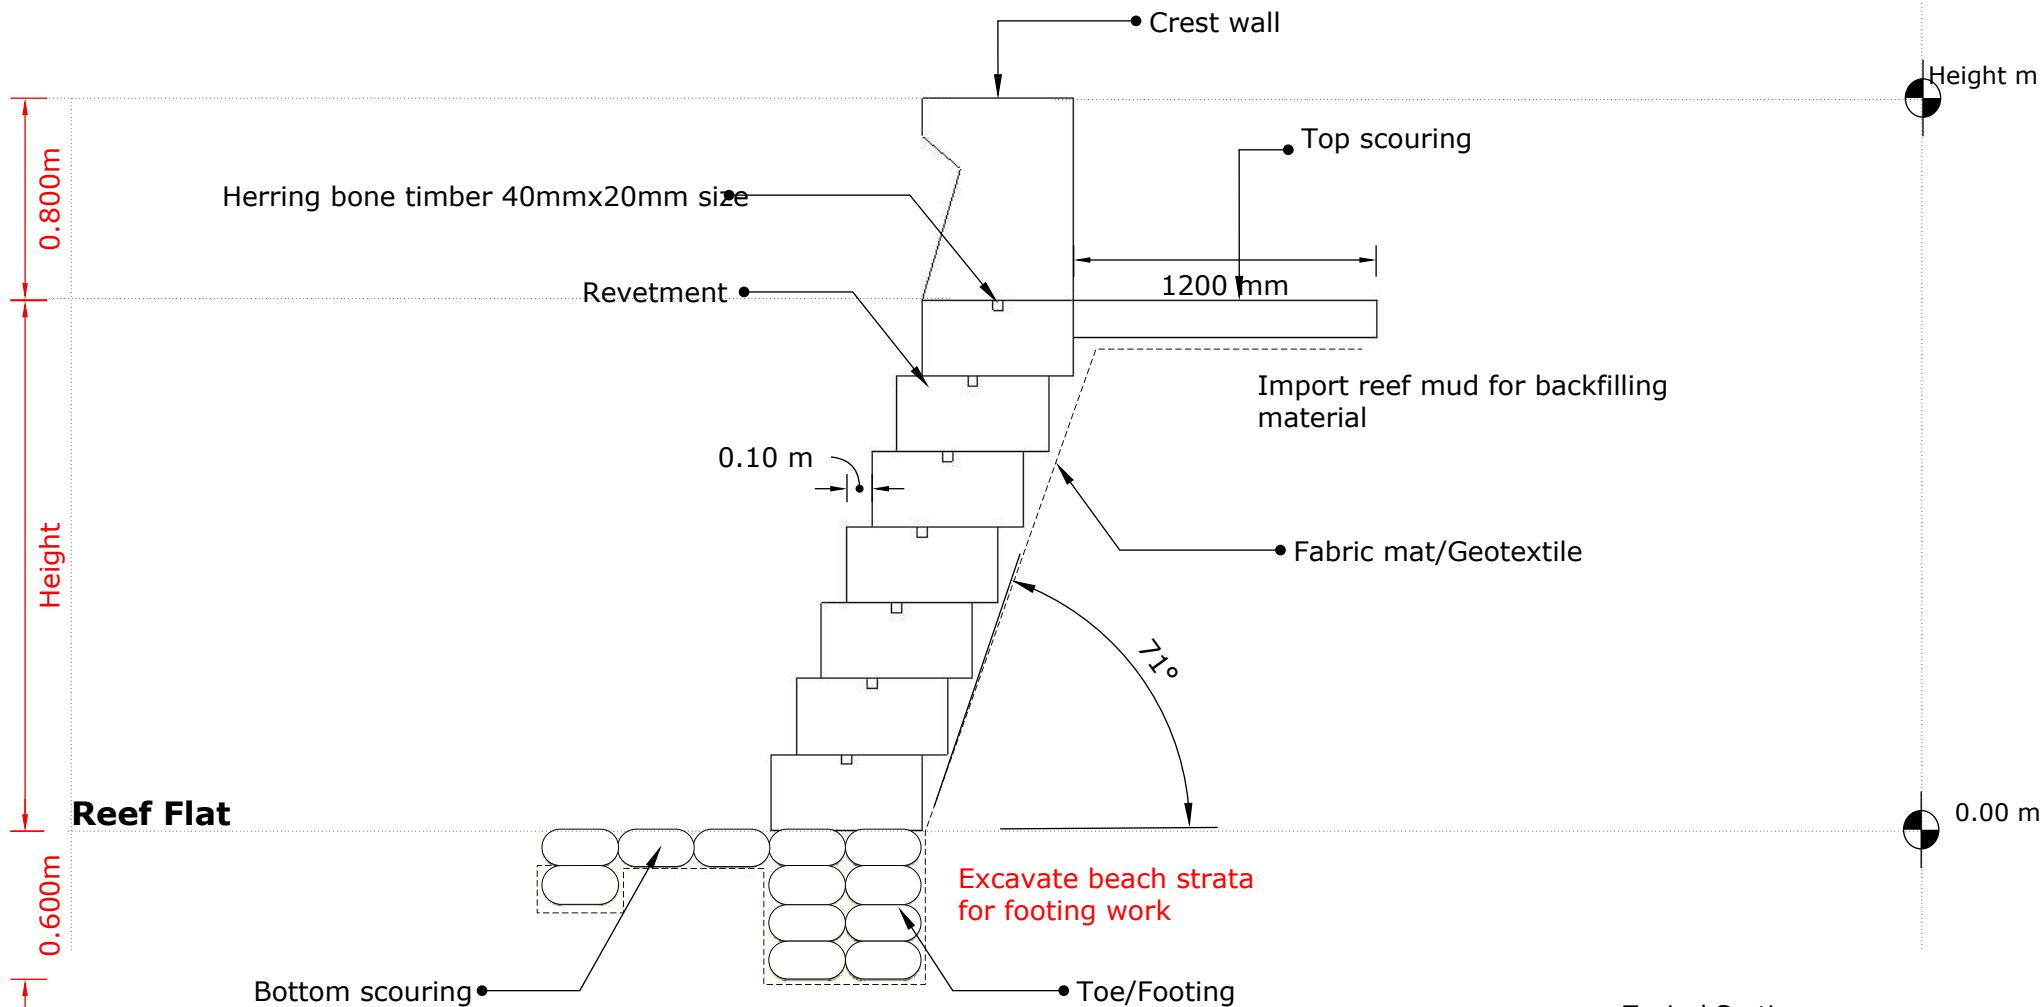 Crest wall
Height m
Top scouring
0.800m
Herring bone timber 40mmx20mm size
1200 mm
Revetment
Import reef mud for backfilling
material
0.10 m
Height
Fabric mat/Geotextile
71°
Reef Flat
0.00 m
Excavate beach strata
for footing work
0.600m
Bottom scouring
Toe/Footing